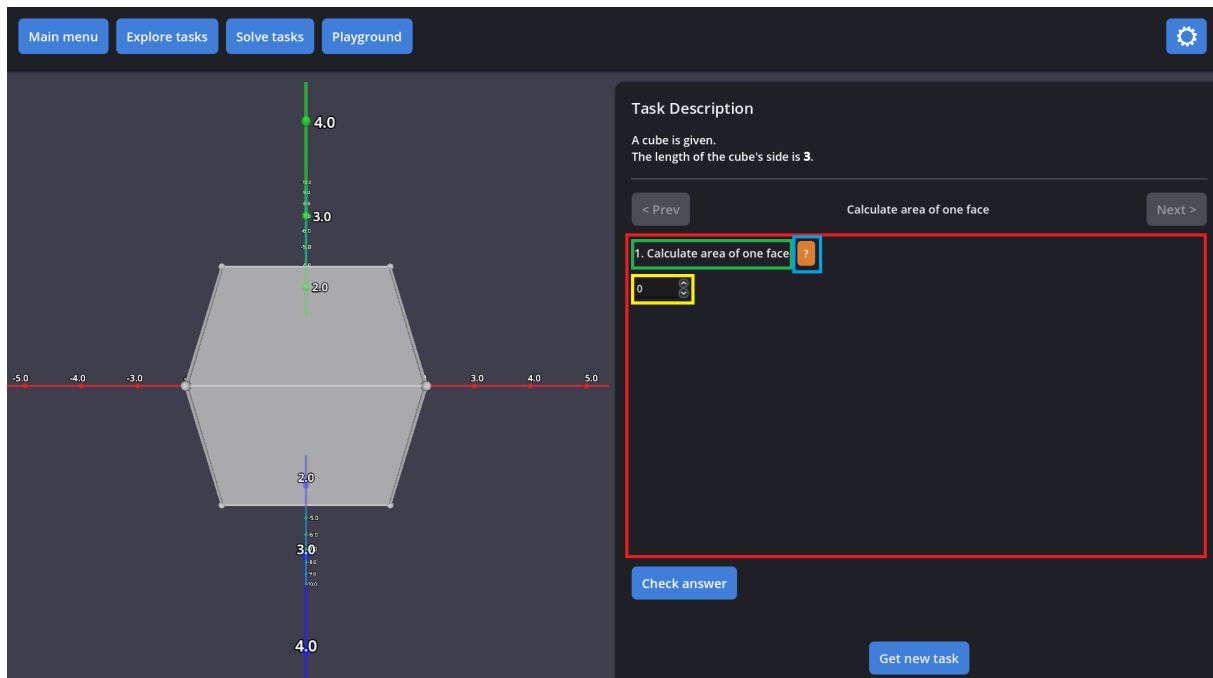 Main menu
Explore tasks
Solve tasks
Playground
4.0
3.0
2.0
-5.0 -4.0 -3.0 3.0 4.0 5.0
2.0
3.0
4.0
Task Description
A cube is given.
The length of the cube's side is 3.
< Prev
Calculate area of one face
Next >
1. Calculate area of one face
?
0
Check answer
Get new task